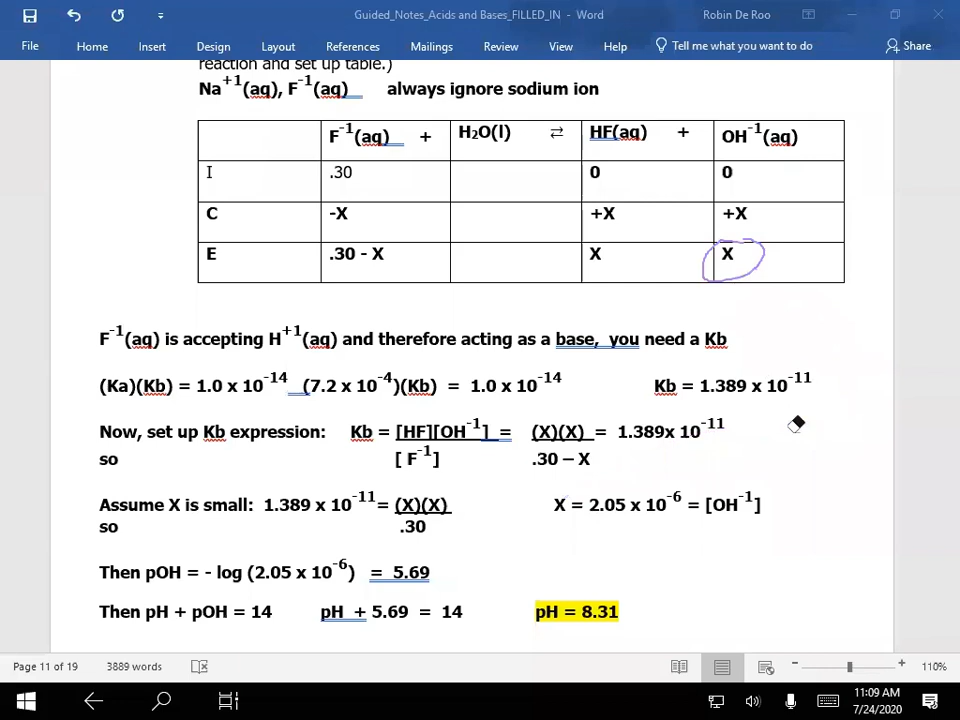 Guided_Notes_Acids and Bases_FILLED_IN - Word Robin De Roo
File Home Insert Design Layout References Mailings Review View Help Tell me what you want to do Share
reaction and set up table.)
Na+1(aq), F-1(aq) always ignore sodium ion
F-1(aq) + H2O(l) ⇄ HF(aq) + OH-1(aq)
I .30 0 0
C -X +X +X
E .30 - X X X
F-1(aq) is accepting H+1(aq) and therefore acting as a base, you need a Kb
(Ka)(Kb) = 1.0 x 10-14 (7.2 x 10-4)(Kb) = 1.0 x 10-14 Kb = 1.389 x 10-11
Now, set up Kb expression: Kb = [HF][OH-1] = (X)(X) = 1.389x 10-11
so [ F-1] .30 – X
Assume X is small: 1.389 x 10-11= (X)(X) X = 2.05 x 10-6 = [OH-1]
so .30
Then pOH = - log (2.05 x 10-6) = 5.69
Then pH + pOH = 14 pH + 5.69 = 14 pH = 8.31
Page 11 of 19 3889 words 110%
11:09 AM
7/24/2020